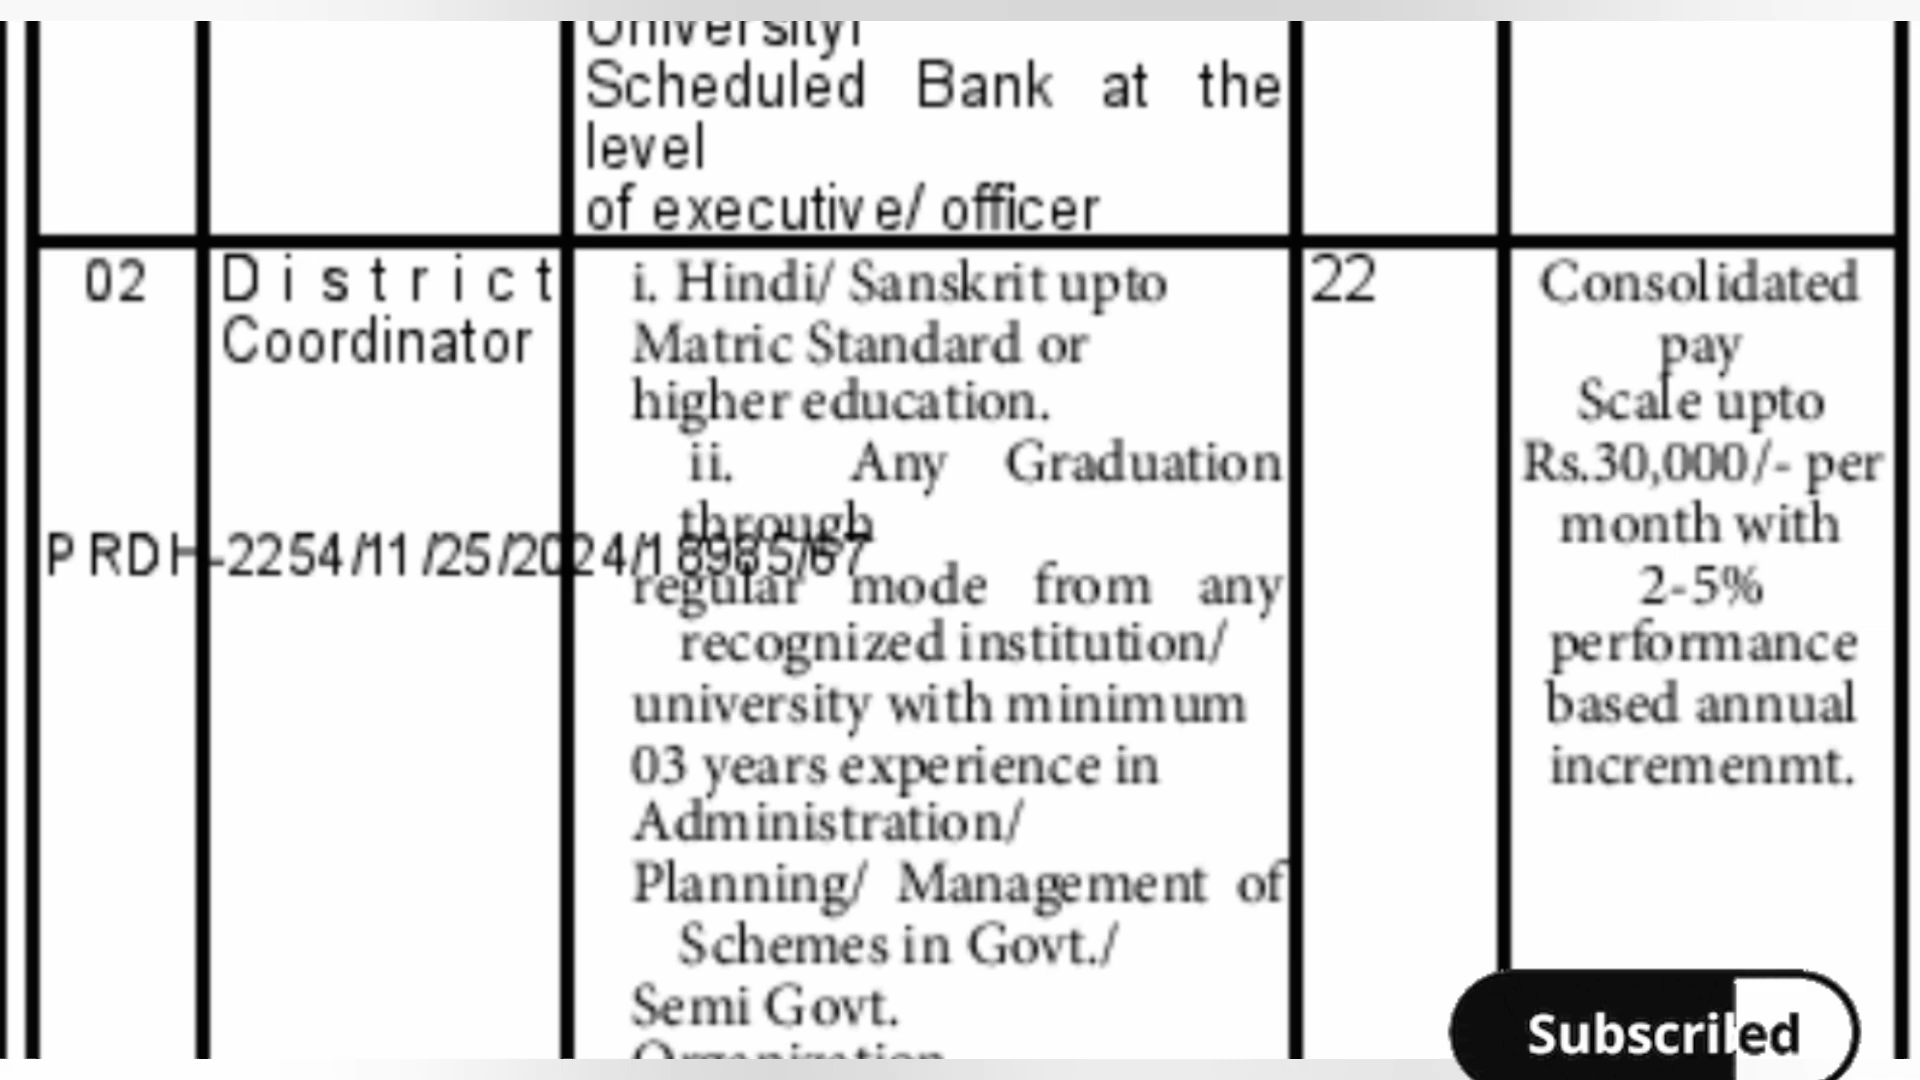 University/
Scheduled Bank at the
level
of executive/ officer
02
District
Coordinator
i. Hindi/ Sanskrit upto
Matric Standard or
higher education.
ii. Any Graduation
through
regular mode from any
recognized institution/
university with minimum
03 years experience in
Administration/
Planning/ Management of
Schemes in Govt./
Semi Govt.
Organization
22
Consolidated
pay
Scale upto
Rs.30,000/- per
month with
2-5%
performance
based annual
incremenmt.
PRDH-2254/11/25/2024/18985/67
Subscribed